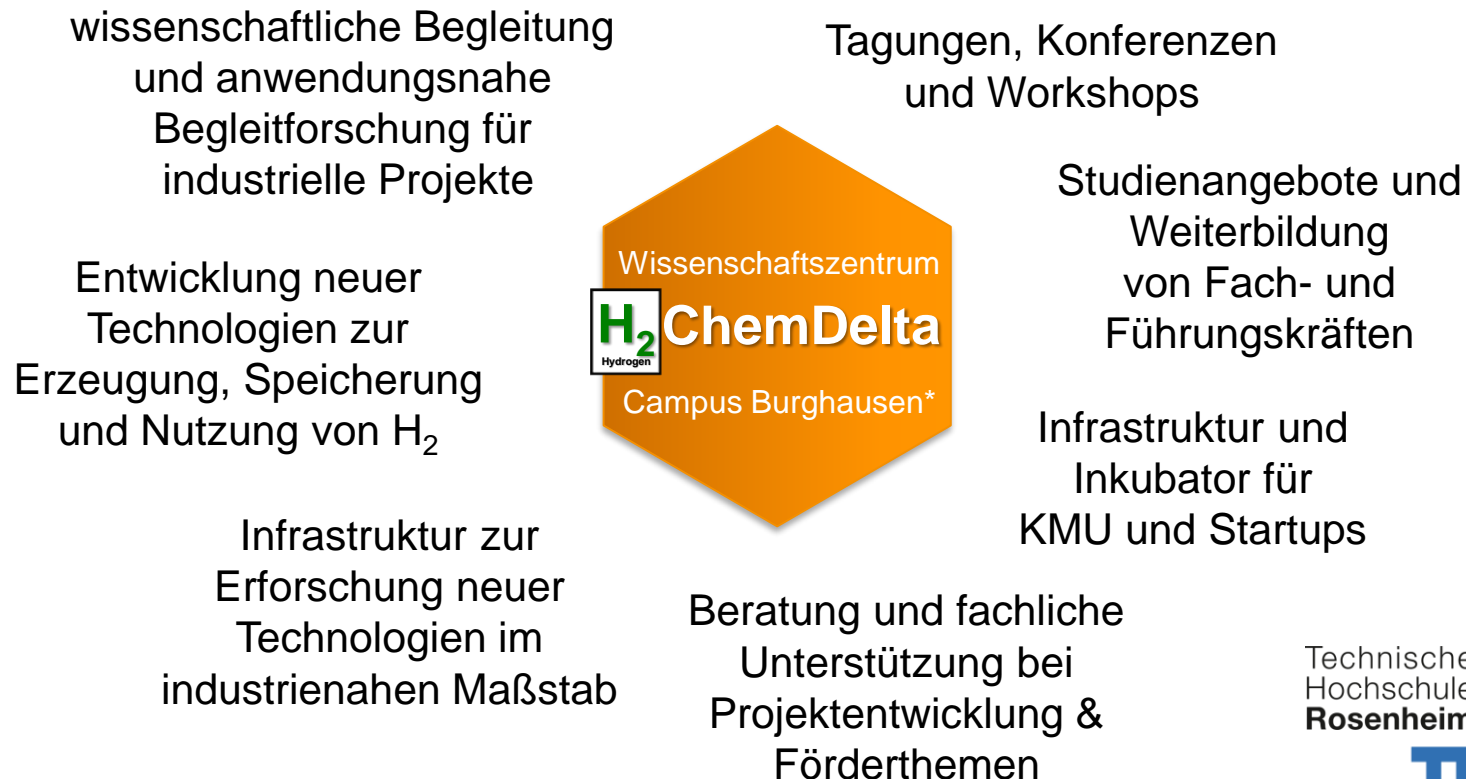 wissenschaftliche Begleitung
und anwendungsnahe
Begleitforschung für
industrielle Projekte
Tagungen, Konferenzen
und Workshops
Studienangebote und
Weiterbildung
von Fach- und
Führungskräften
Entwicklung neuer
Technologien zur
Erzeugung, Speicherung
und Nutzung von H₂
Wissenschaftszentrum
H₂ ChemDelta
Hydrogen
Campus Burghausen*
Infrastruktur und
Inkubator für
KMU und Startups
Infrastruktur zur
Erforschung neuer
Technologien im
industrienahen Maßstab
Beratung und fachliche
Unterstützung bei
Projektentwicklung &
Förderthemen
Technische
Hochschule
Rosenheim